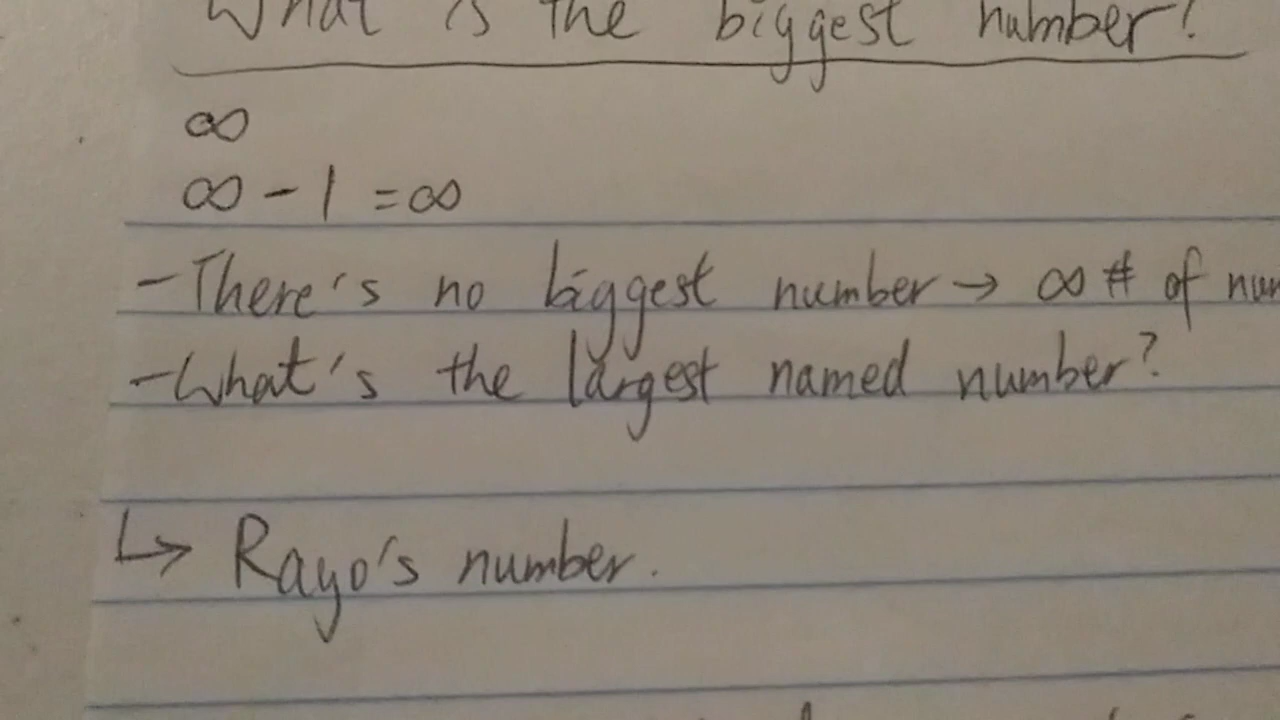 What is the biggest number?
∞
∞ - 1 = ∞
- There's no biggest number → ∞ # of
- What's the largest named number?
↳ Rayo's number.